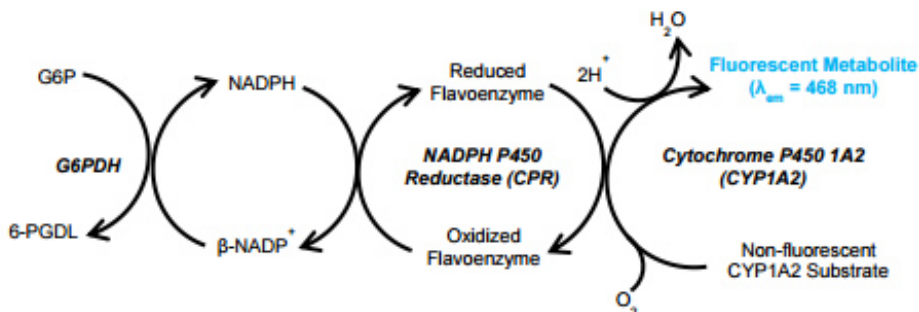 H₂O
G6P
NADPH
Reduced
Flavoenzyme
2H⁺
Fluorescent Metabolite
(λem = 468 nm)
G6PDH
NADPH P450
Reductase (CPR)
Cytochrome P450 1A2
(CYP1A2)
6-PGDL
β-NADP⁺
Oxidized
Flavoenzyme
Non-fluorescent
CYP1A2 Substrate
O₂